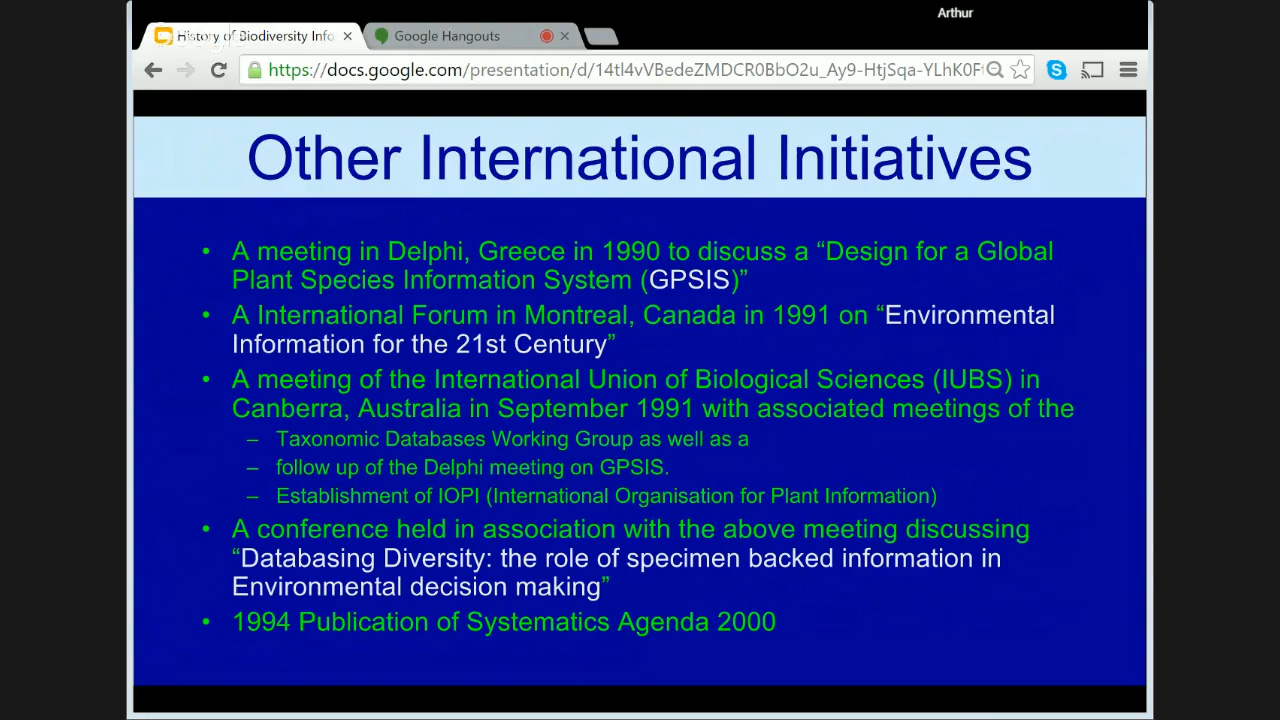 Arthur
History of Biodiversity Info
Google Hangouts
https://docs.google.com/presentation/d/14tl4vVBedeZMDCR0BbO2u_Ay9-HtjSqa-YLhK0F
Other International Initiatives
• A meeting in Delphi, Greece in 1990 to discuss a “Design for a Global
Plant Species Information System (GPSIS)”
• A International Forum in Montreal, Canada in 1991 on “Environmental
Information for the 21st Century”
• A meeting of the International Union of Biological Sciences (IUBS) in
Canberra, Australia in September 1991 with associated meetings of the
– Taxonomic Databases Working Group as well as a
– follow up of the Delphi meeting on GPSIS.
– Establishment of IOPI (International Organisation for Plant Information)
• A conference held in association with the above meeting discussing
“Databasing Diversity: the role of specimen backed information in
Environmental decision making”
• 1994 Publication of Systematics Agenda 2000